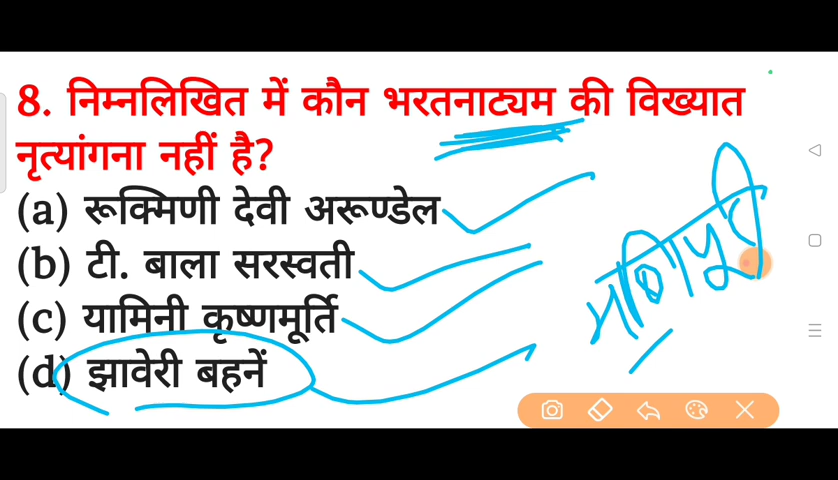 8. निम्नलिखित में कौन भरतनाट्यम की विख्यात
नृत्यांगना नहीं है?
(a) रूक्मिणी देवी अरूण्डेल
(b) टी. बाला सरस्वती
(c) यामिनी कृष्णमूर्ति
(d) झावेरी बहनें
मणिपुरी